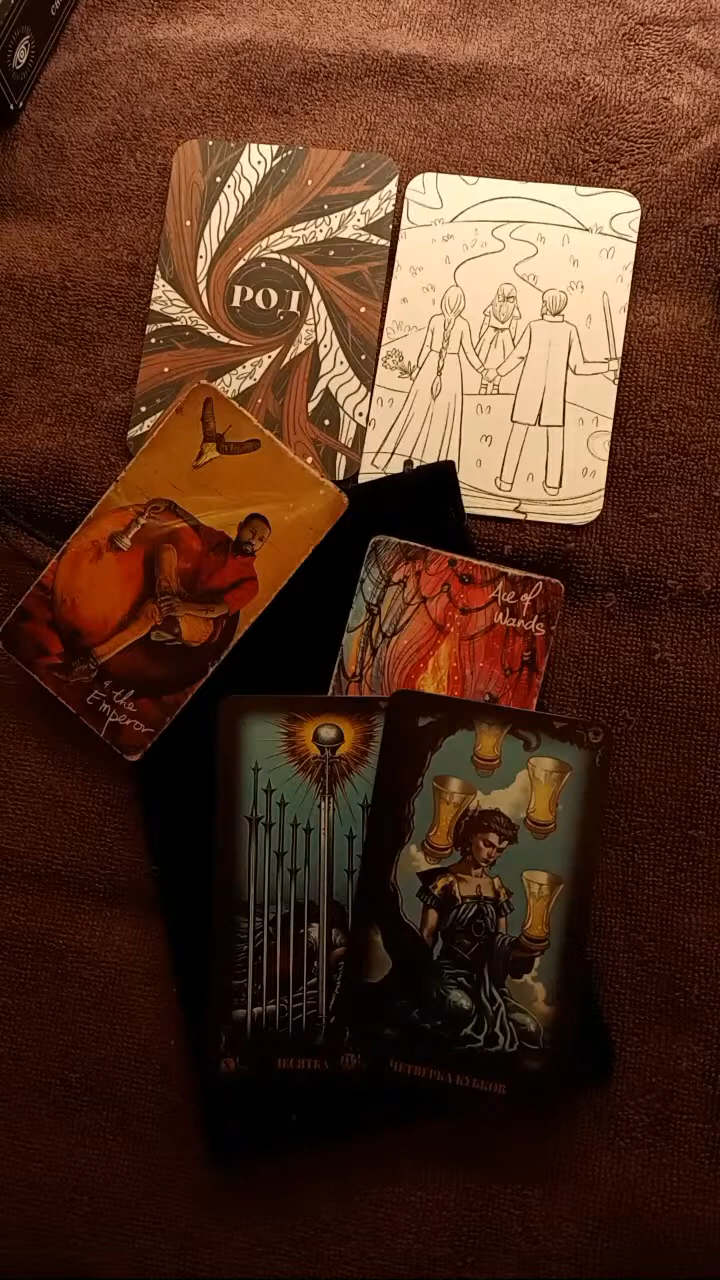 РОД
4 the
Emperor
Ace of
Wands
ДЕСЯТКА
ЧЕТВЕРКА КУБКОВ